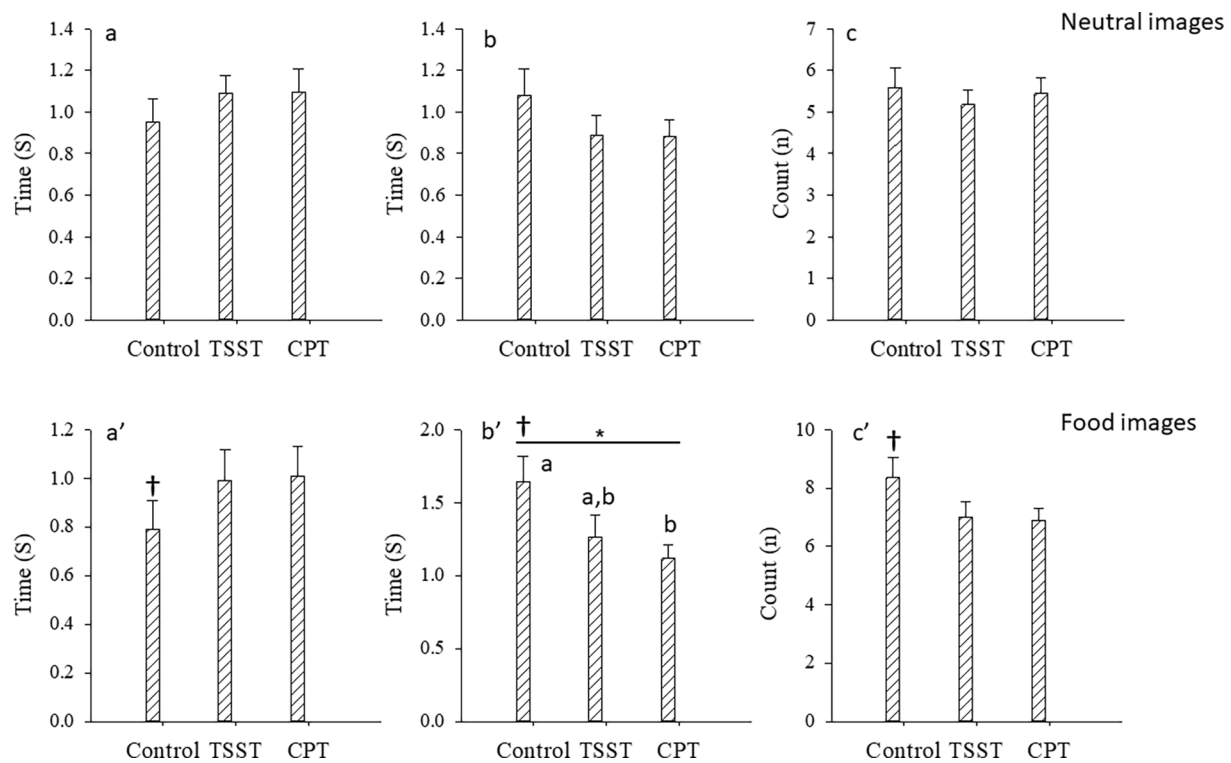 Neutral images
a
1.4
1.2
1.0
0.8
0.6
0.4
0.2
0.0
Time (S)
Control TSST CPT
b
1.4
1.2
1.0
0.8
0.6
0.4
0.2
0.0
Time (S)
Control TSST CPT
c
7
6
5
4
3
2
1
0
Count (n)
Control TSST CPT
Food images
a’
1.2
1.0
0.8
0.6
0.4
0.2
0.0
†
Time (S)
Control TSST CPT
b’
2.0
1.5
1.0
0.5
0.0
†
*
a
a,b
b
Time (S)
Control TSST CPT
c’
10
8
6
4
2
0
†
Count (n)
Control TSST CPT